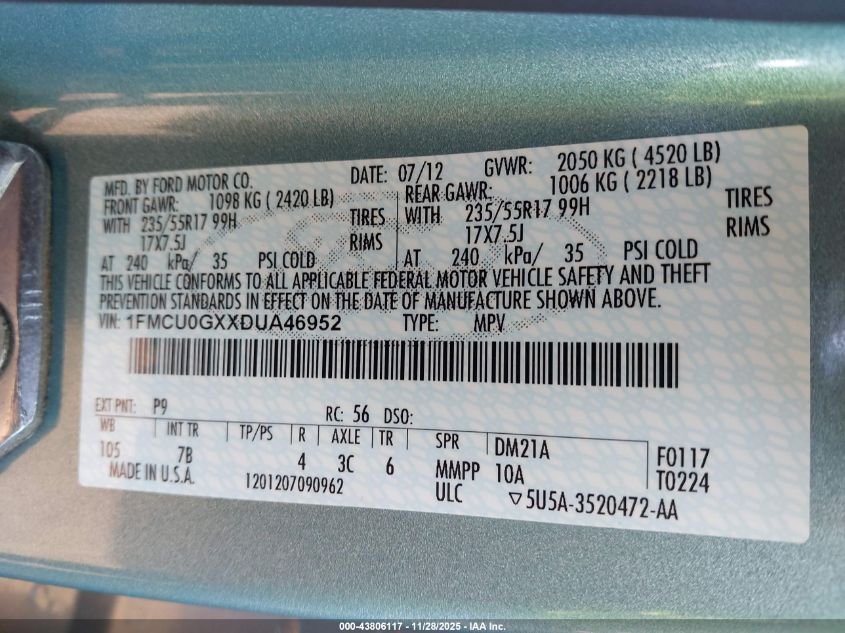 MFD. BY FORD MOTOR CO. DATE: 07/12 GVWR: 2050 KG ( 4520 LB)
FRONT GAWR: 1098 KG ( 2420 LB) REAR GAWR: 1006 KG ( 2218 LB)
WITH 235/55R17 99H TIRES WITH 235/55R17 99H TIRES
17X7.5J RIMS 17X7.5J RIMS
AT 240 kPa/ 35 PSI COLD AT 240 kPa/ 35 PSI COLD
THIS VEHICLE CONFORMS TO ALL APPLICABLE FEDERAL MOTOR VEHICLE SAFETY AND THEFT
PREVENTION STANDARDS IN EFFECT ON THE DATE OF MANUFACTURE SHOWN ABOVE.
VIN: 1FMCU0GXXDUA46952 TYPE: MPV
EXT PNT: P9 RC: 56 DSO:
WB INT TR TP/PS R AXLE TR SPR DM21A F0117
105 7B 4 3C 6 MMPP 10A T0224
MADE IN U.S.A. 1201207090962 ULC ▽5U5A-3520472-AA
000-43806117 | 11/28/2025 - IAA Inc.